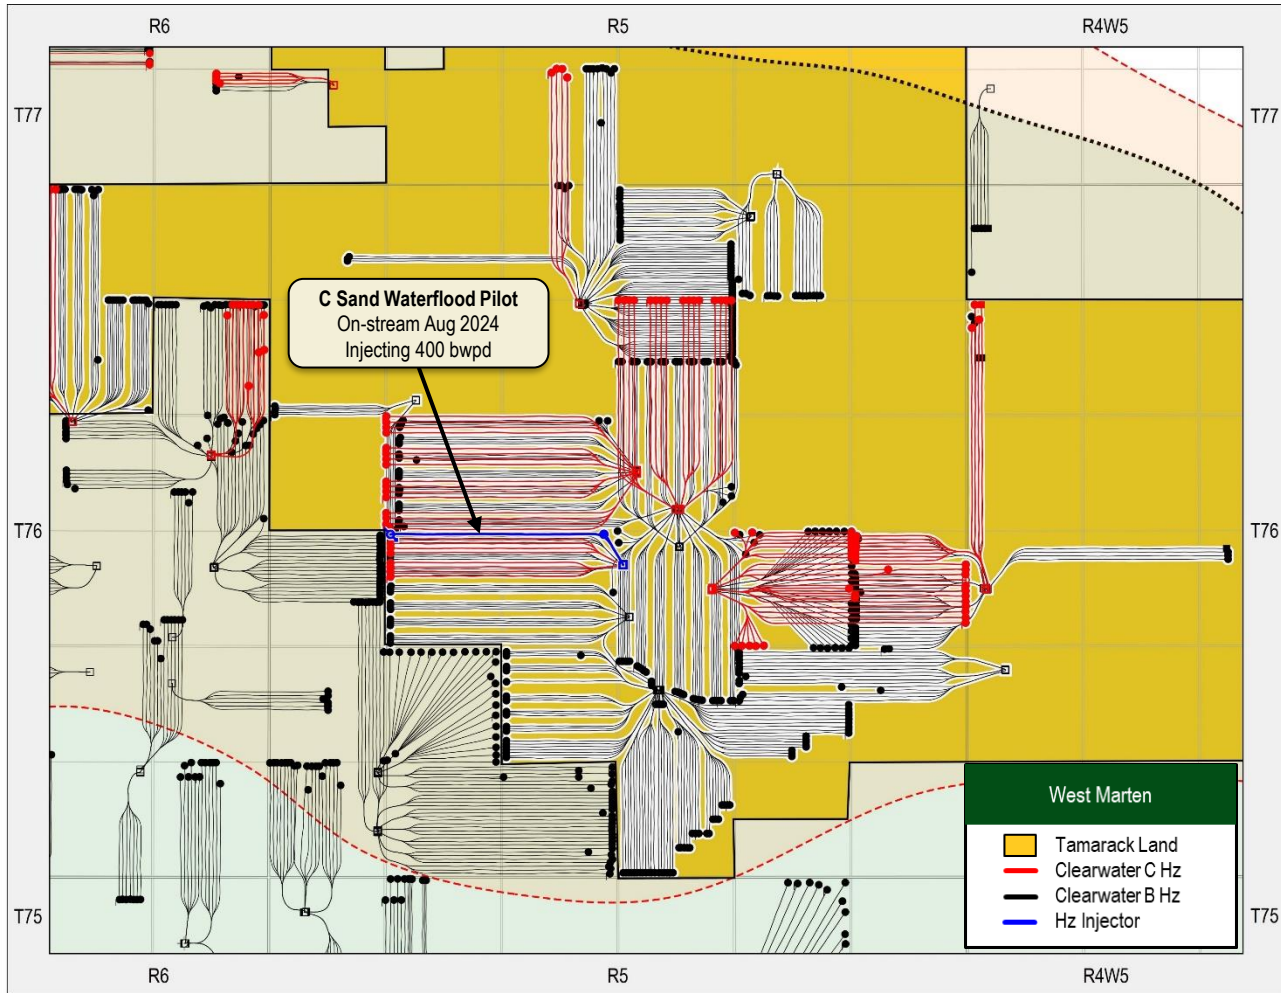 R6 R5 R4W5
T77 T77
C Sand Waterflood Pilot
On-stream Aug 2024
Injecting 400 bwpd
T76 T76
West Marten
Tamarack Land
Clearwater C Hz
Clearwater B Hz
Hz Injector
T75 T75
R6 R5 R4W5